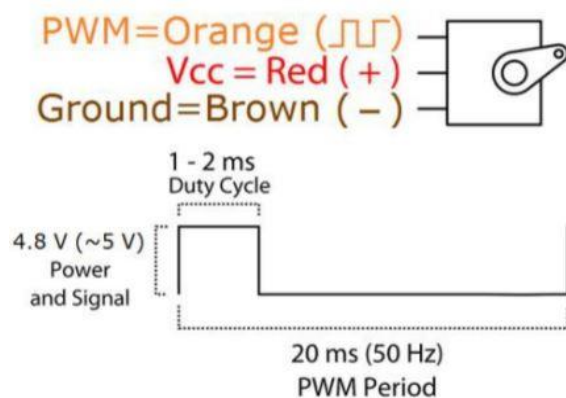 PWM=Orange (⎍⎍)
Vcc = Red (+)
Ground=Brown (−)
1 - 2 ms
Duty Cycle
4.8 V (~5 V)
Power
and Signal
20 ms (50 Hz)
PWM Period